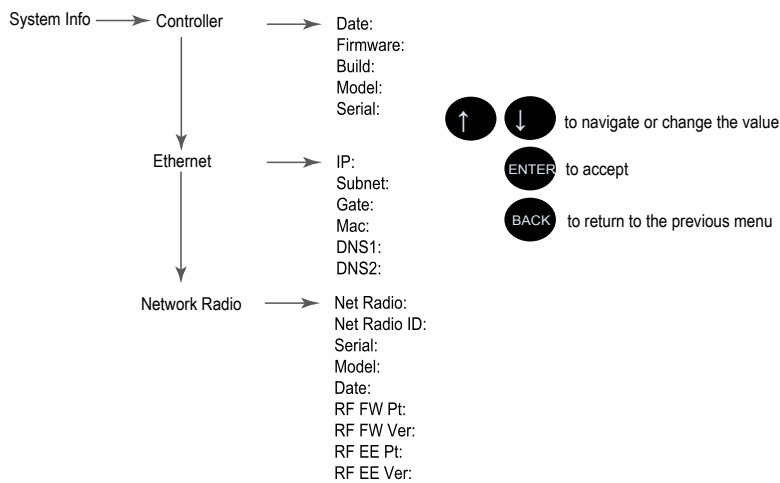 System Info
Controller
Date:
Firmware:
Build:
Model:
Serial:
Ethernet
IP:
Subnet:
Gate:
Mac:
DNS1:
DNS2:
Network Radio
Net Radio:
Net Radio ID:
Serial:
Model:
Date:
RF FW Pt:
RF FW Ver:
RF EE Pt:
RF EE Ver:
↑ ↓ to navigate or change the value
ENTER to accept
BACK to return to the previous menu